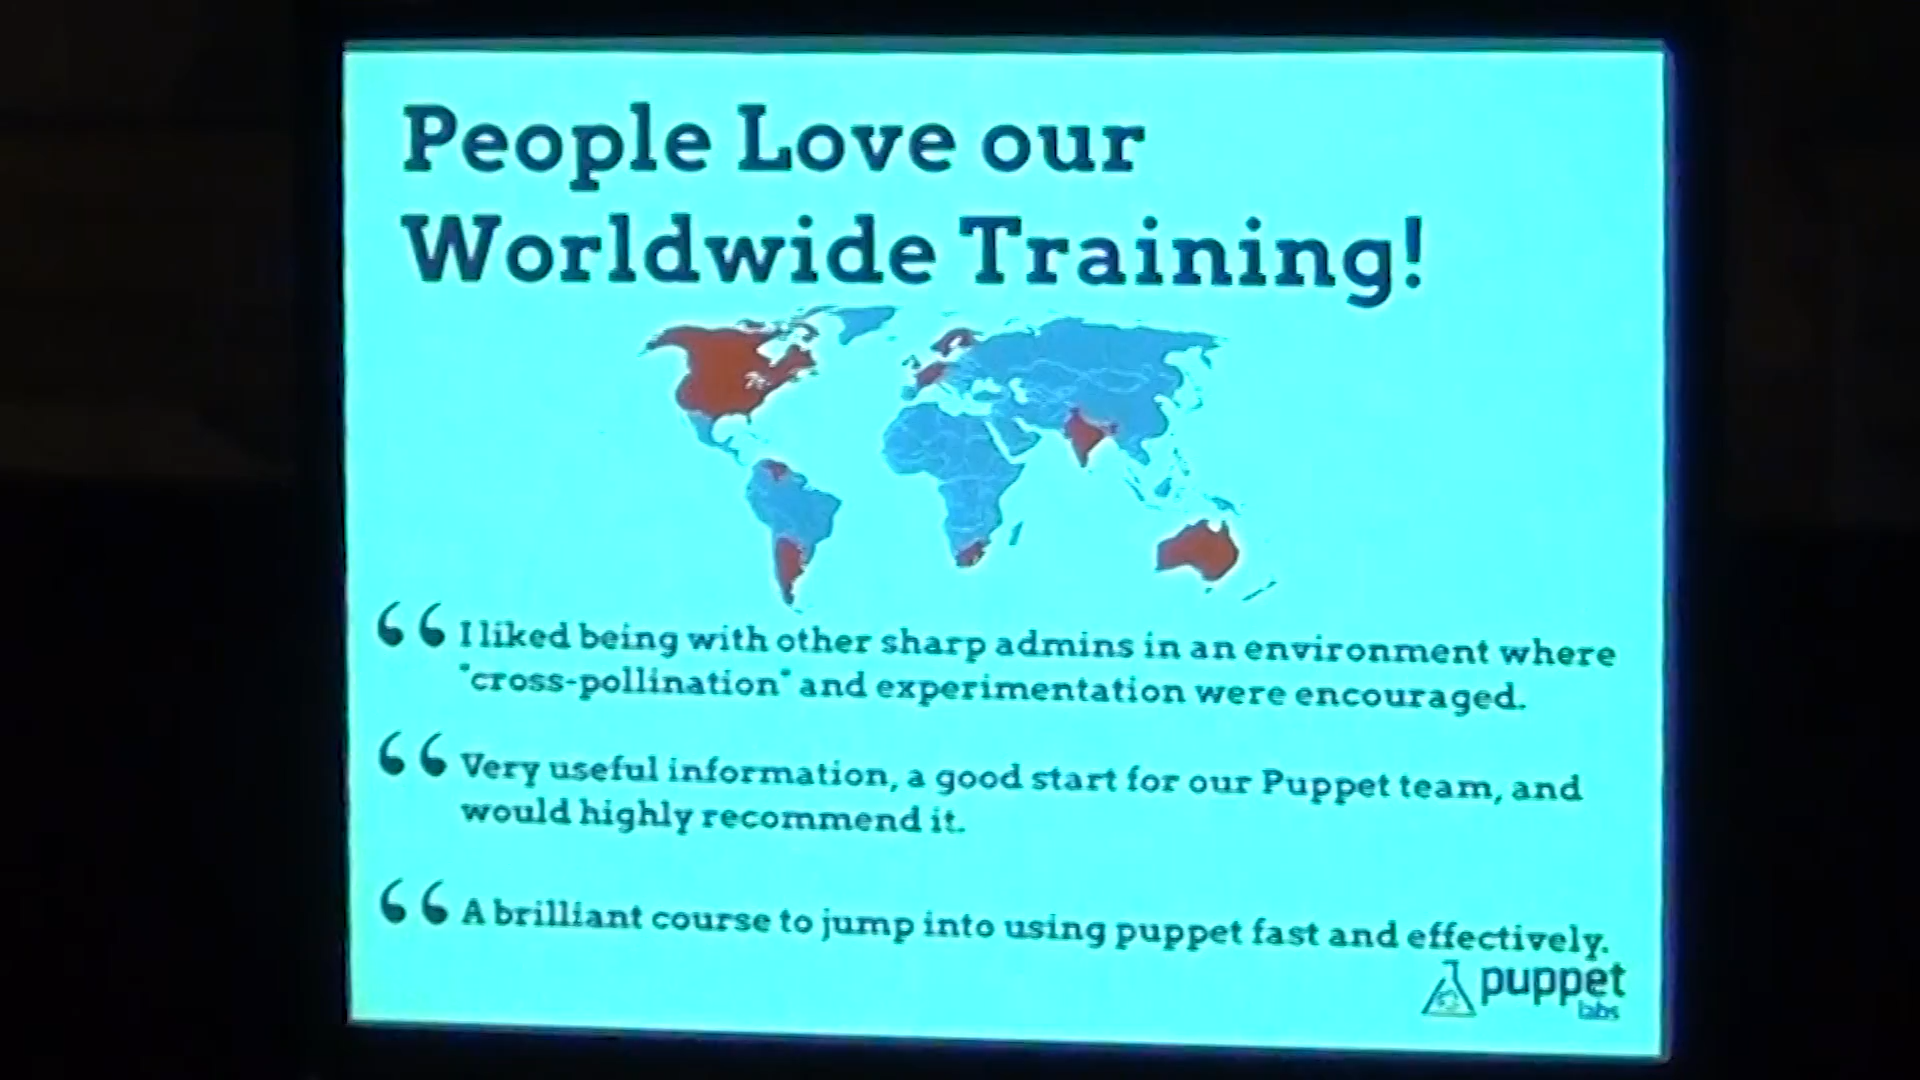 People Love our
Worldwide Training!
I liked being with other sharp admins in an environment where
"cross-pollination" and experimentation were encouraged.
Very useful information, a good start for our Puppet team, and
would highly recommend it.
A brilliant course to jump into using puppet fast and effectively.
puppet
labs